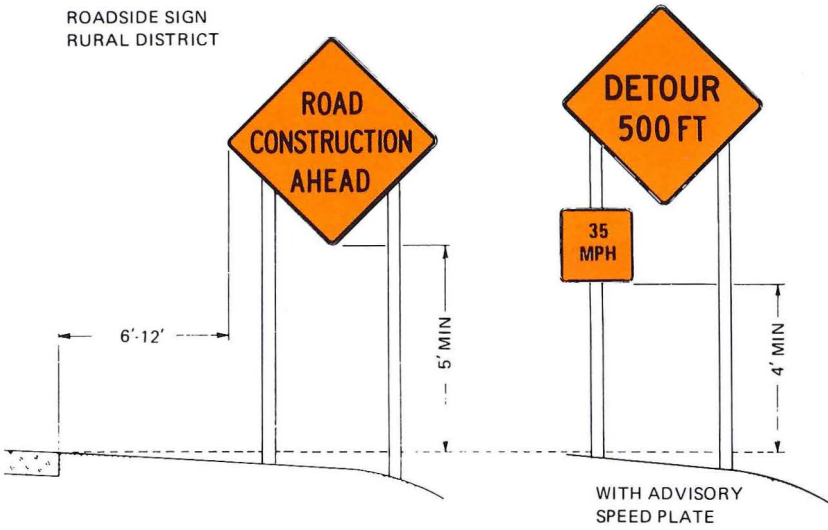 ROADSIDE SIGN
RURAL DISTRICT
ROAD
CONSTRUCTION
AHEAD
DETOUR
500 FT
35
MPH
6'-12'
5' MIN
4' MIN
WITH ADVISORY
SPEED PLATE